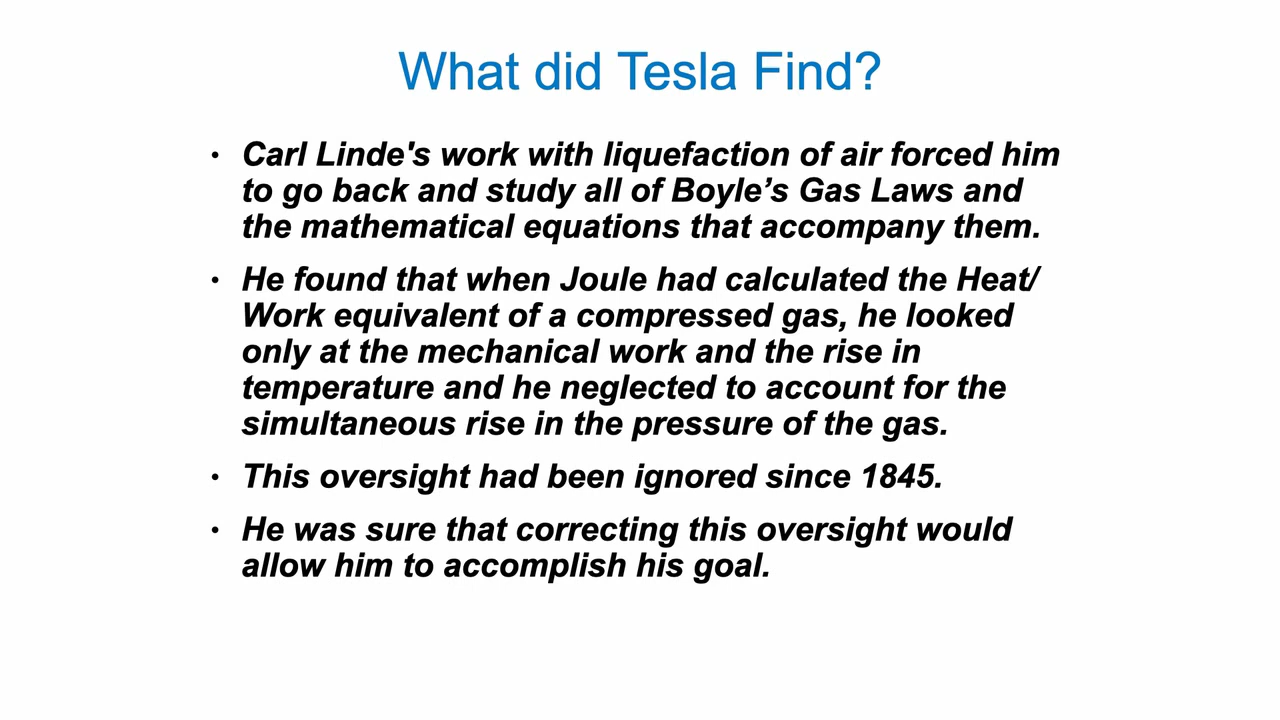 What did Tesla Find?
• Carl Linde's work with liquefaction of air forced him
to go back and study all of Boyle’s Gas Laws and
the mathematical equations that accompany them.
• He found that when Joule had calculated the Heat/
Work equivalent of a compressed gas, he looked
only at the mechanical work and the rise in
temperature and he neglected to account for the
simultaneous rise in the pressure of the gas.
• This oversight had been ignored since 1845.
• He was sure that correcting this oversight would
allow him to accomplish his goal.